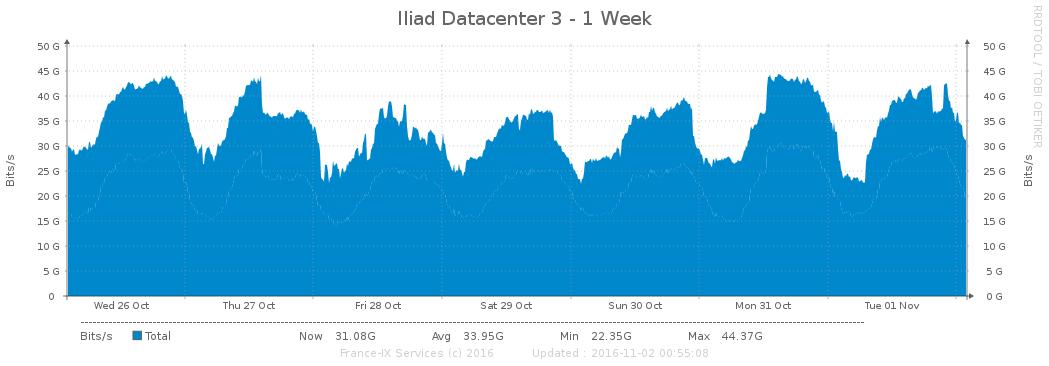 Iliad Datacenter 3 - 1 Week
RRDTOOL / TOBI OETIKER
50 G 50 G
45 G 45 G
40 G 40 G
35 G 35 G
30 G 30 G
25 G 25 G
20 G 20 G
15 G 15 G
10 G 10 G
5 G 5 G
0 0 G
Bits/s
Bits/s
Wed 26 Oct Thu 27 Oct Fri 28 Oct Sat 29 Oct Sun 30 Oct Mon 31 Oct Tue 01 Nov
Bits/s Total Now 31.08G Avg 33.95G Min 22.35G Max 44.37G
France-IX Services (c) 2016 Updated : 2016-11-02 00:55:08